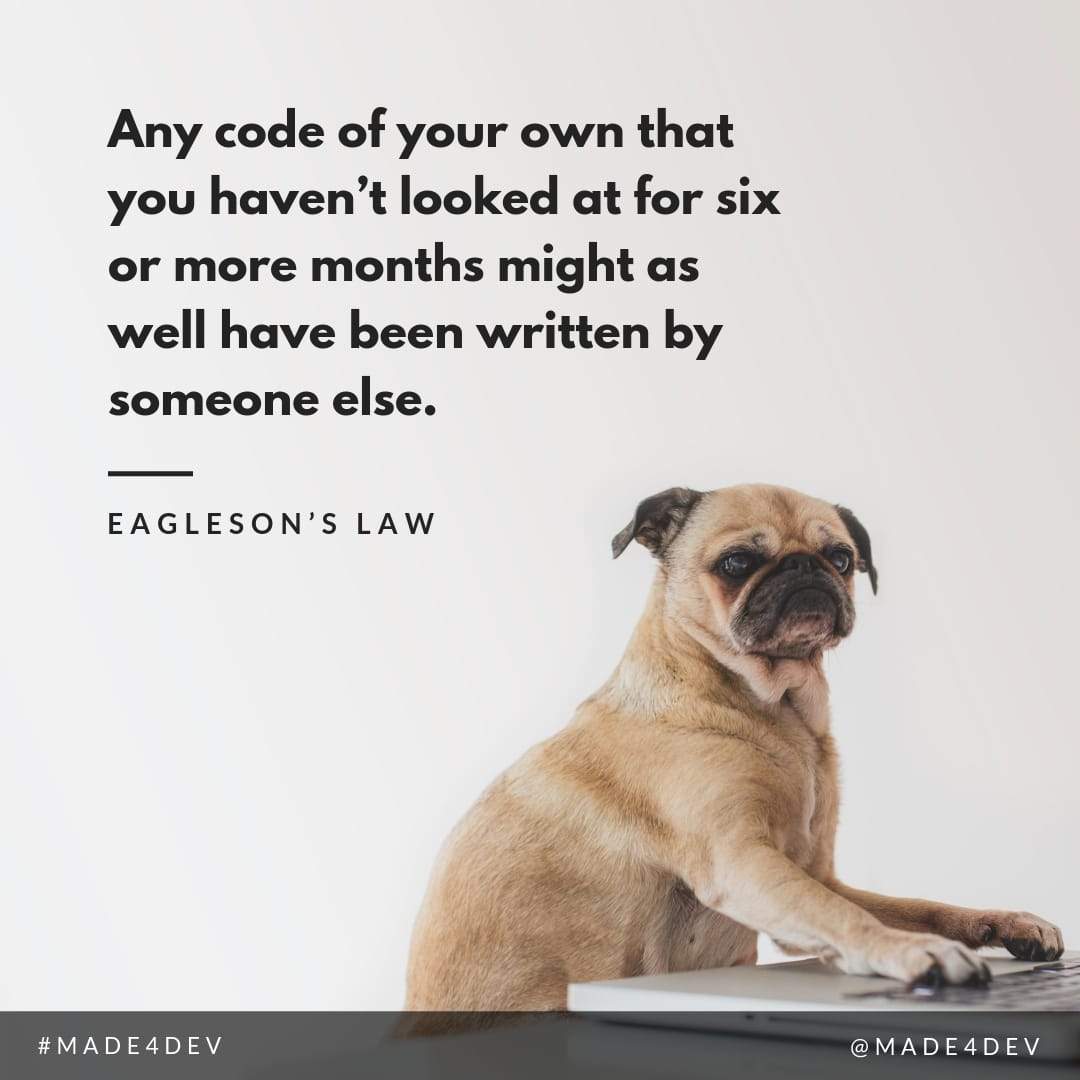 Any code of your own that
you haven’t looked at for six
or more months might as
well have been written by
someone else.
EAGLESON’S LAW
#MADE4DEV
@MADE4DEV